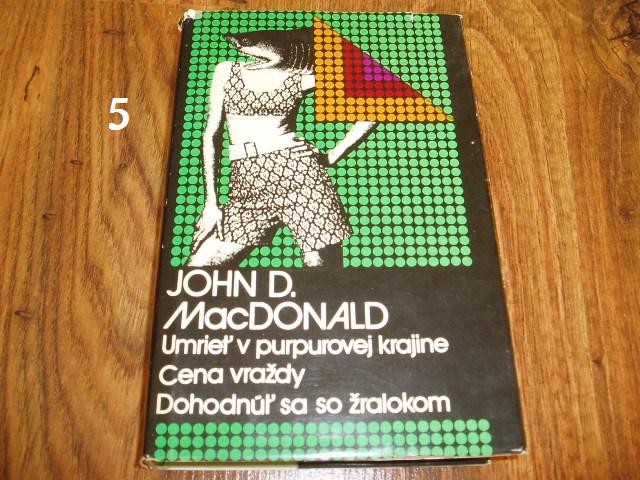 5
JOHN D.
MacDONALD
Umrieť v purpurovej krajine
Cena vraždy
Dohodnúť sa so žralokom